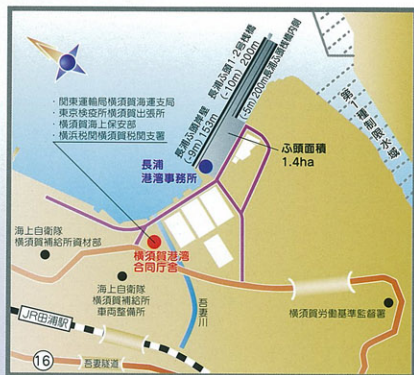 ・関東運輸局横須賀海運支局
・東京検疫所横須賀出張所
・横須賀海上保安部
・横浜税関横須賀税関支署
長浦ふ頭1・2号桟橋
(-10m) 200m
長浦ふ頭桟橋内側
(-5m)200m
長浦ふ頭岸壁
(-9m)153m
第1種制限水域
長浦
港湾事務所
ふ頭面積
1.4ha
海上自衛隊
横須賀補給所資材部
横須賀港湾
合同庁舎
海上自衛隊
横須賀補給所
車両整備所
吾妻川
横須賀労働基準監督署
JR田浦駅
16
吾妻隧道